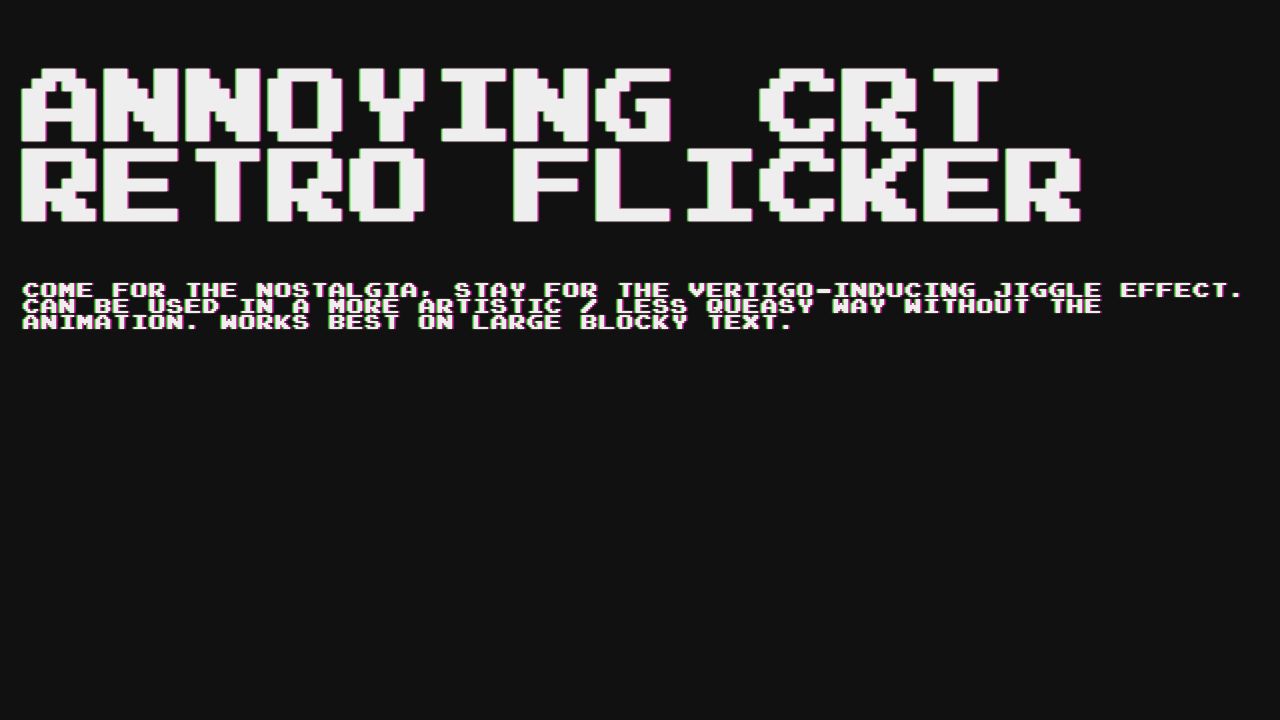 ANNOYING CRT
RETRO FLICKER
COME FOR THE NOSTALGIA, STAY FOR THE VERTIGO-INDUCING JIGGLE EFFECT.
CAN BE USED IN A MORE ARTISTIC / LESS QUEASY WAY WITHOUT THE
ANIMATION. WORKS BEST ON LARGE BLOCKY TEXT.